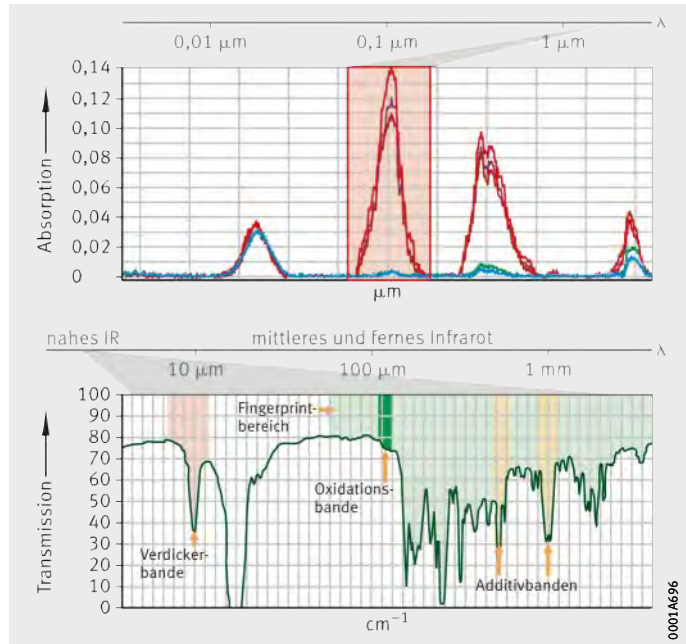 λ
0,01 µm 0,1 µm 1 µm
0,14
0,12
0,10
0,08
0,06
0,04
0,02
0
Absorption
µm
nahes IR mittleres und fernes Infrarot
λ
10 µm 100 µm 1 mm
100
90
80
70
60
50
40
30
20
10
0
Transmission
Fingerprint-
bereich
Oxidations-
bande
Verdicker-
bande
Additivbanden
cm⁻¹
0001A696